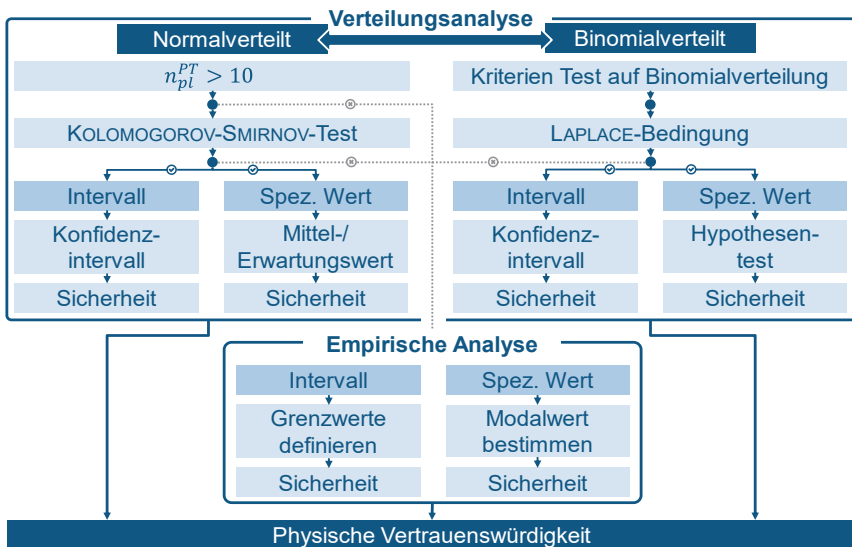 Verteilungsanalyse
Normalverteilt
Binomialverteilt
$n_{pl}^{PT} > 10$
Kriterien Test auf Binomialverteilung
KOLOMOGOROV-SMIRNOV-Test
LAPLACE-Bedingung
Intervall
Spez. Wert
Intervall
Spez. Wert
Konfidenz-
intervall
Mittel-/
Erwartungswert
Konfidenz-
intervall
Hypothesen-
test
Sicherheit
Sicherheit
Sicherheit
Sicherheit
Empirische Analyse
Intervall
Spez. Wert
Grenzwerte
definieren
Modalwert
bestimmen
Sicherheit
Sicherheit
Physische Vertrauenswürdigkeit